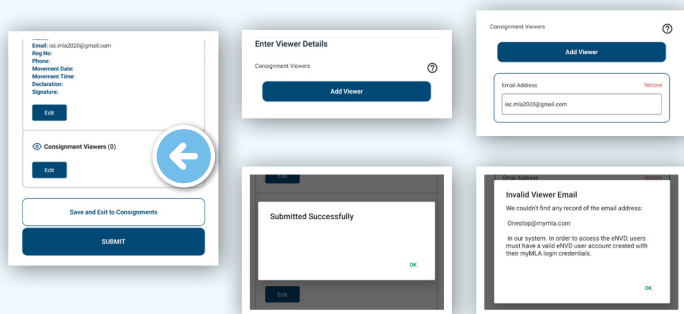 Email: isc.mla2020@gmail.com
Reg No:
Phone:
Movement Date:
Movement Time:
Declaration:
Signature:
Edit
Consignment Viewers (0)
Edit
Save and Exit to Consignments
SUBMIT
Enter Viewer Details
Consignment Viewers
?
Add Viewer
Consignment Viewers
?
Add Viewer
Email Address
Remove
isc.mla2020@gmail.com
Edit
Submitted Successfully
OK
Edit
Email Address
Remove
Invalid Viewer Email
We couldn't find any record of the email address:
Onestop@mymla.com
in our system. In order to access the eNVD, users
must have a valid eNVD user account created with
their myMLA login credentials.
OK